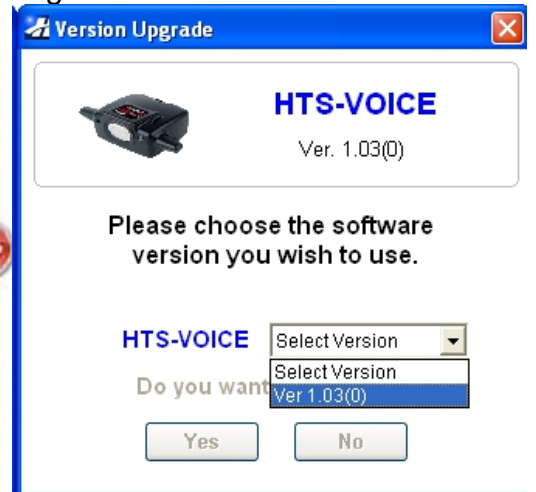 Version Upgrade
HTS-VOICE
Ver. 1.03(0)
Please choose the software
version you wish to use.
HTS-VOICE Select Version
Select Version
Do you want
Ver 1.03(0)
Yes No